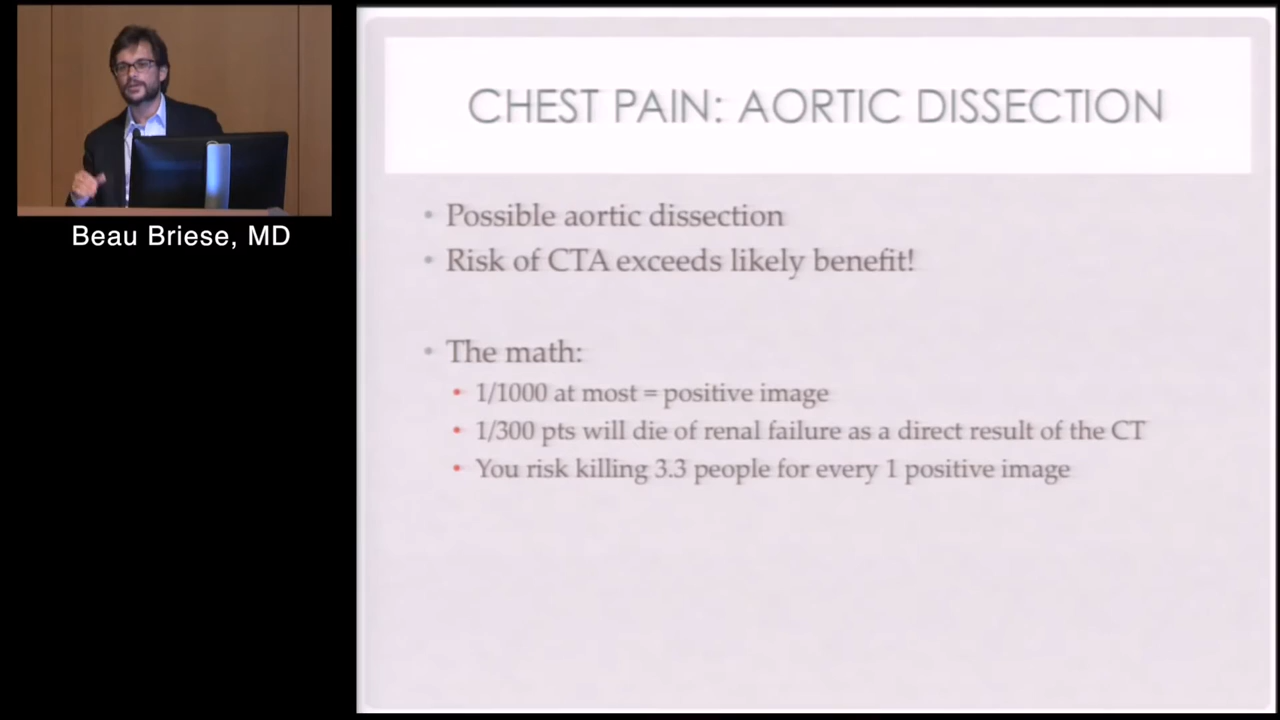 Beau Briese, MD
CHEST PAIN: AORTIC DISSECTION
• Possible aortic dissection
• Risk of CTA exceeds likely benefit!
• The math:
• 1/1000 at most = positive image
• 1/300 pts will die of renal failure as a direct result of the CT
• You risk killing 3.3 people for every 1 positive image